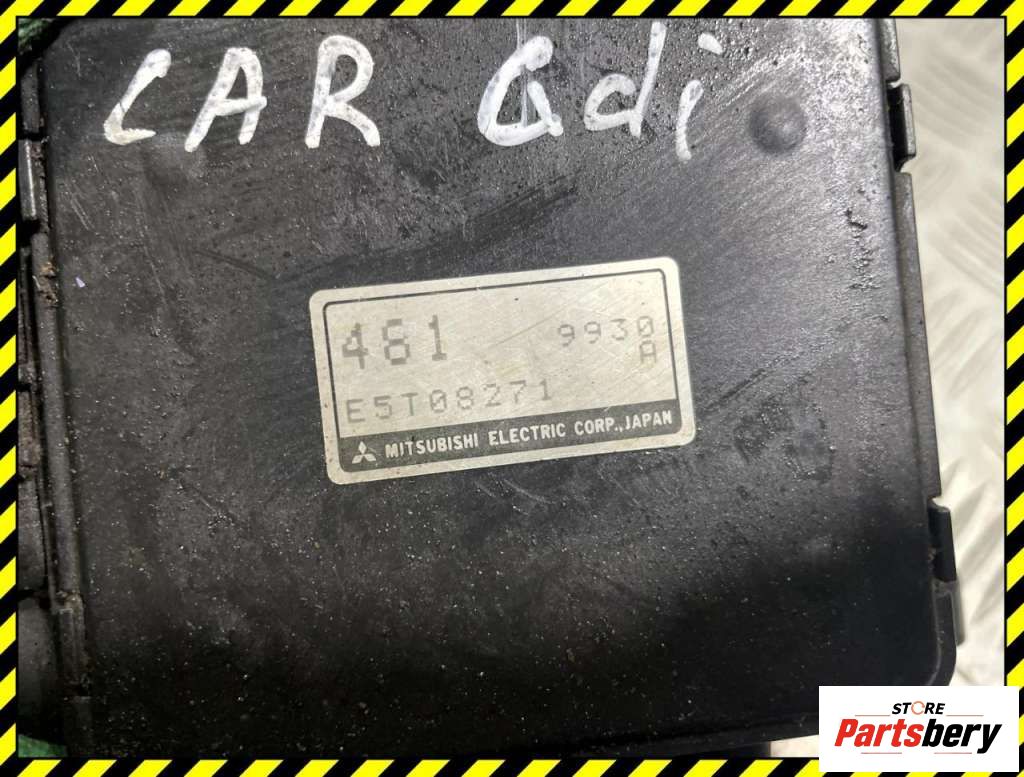 CAR Gdi
481 9930
A
E5T08271
MITSUBISHI ELECTRIC CORP., JAPAN
STORE
Partsbery